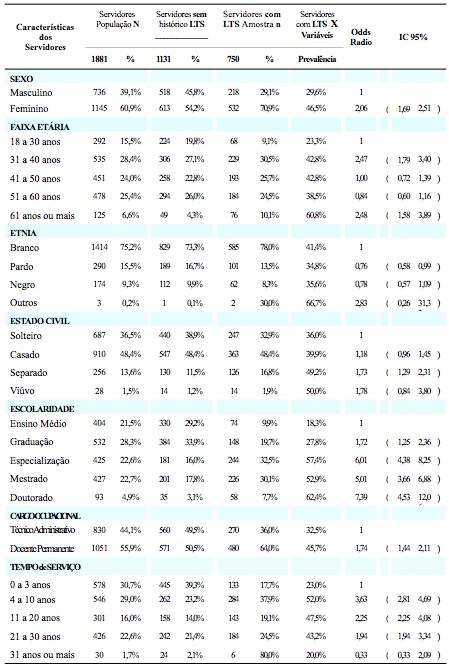 Características dos Servidores | Servidores População N | Servidores sem histórico LTS | Servidores com LTS Amostra n | Servidores com LTS X Variáveis | Odds Radio | IC 95%
1881 % 1131 % 750 % Prevalência
SEXO
Masculino 736 39,1% 518 45,8% 218 29,1% 29,6% 1
Feminino 1145 60,9% 613 54,2% 532 70,9% 46,5% 2,06 ( 1,69 2,51 )
FAIXA ETÁRIA
18 a 30 anos 292 15,5% 224 19,8% 68 9,1% 23,3% 1
31 a 40 anos 535 28,4% 306 27,1% 229 30,5% 42,8% 2,47 ( 1,79 3,40 )
41 a 50 anos 451 24,0% 258 22,8% 193 25,7% 42,8% 1,00 ( 0,72 1,39 )
51 a 60 anos 478 25,4% 294 26,0% 184 24,5% 38,5% 0,84 ( 0,60 1,16 )
61 anos ou mais 125 6,6% 49 4,3% 76 10,1% 60,8% 2,48 ( 1,58 3,89 )
ETNIA
Branco 1414 75,2% 829 73,3% 585 78,0% 41,4% 1
Pardo 290 15,5% 189 16,7% 101 13,5% 34,8% 0,76 ( 0,58 0,99 )
Negro 174 9,3% 112 9,9% 62 8,3% 35,6% 0,78 ( 0,57 1,09 )
Outros 3 0,2% 1 0,1% 2 30,0% 66,7% 2,83 ( 0,26 31,3 )
ESTADO CIVIL
Solteiro 687 36,5% 440 38,9% 247 32,9% 36,0% 1
Casado 910 48,4% 547 48,4% 363 48,4% 39,9% 1,18 ( 0,96 1,45 )
Separado 256 13,6% 130 11,5% 126 16,8% 49,2% 1,73 ( 1,29 2,31 )
Viúvo 28 1,5% 14 1,2% 14 1,9% 50,0% 1,78 ( 0,84 3,80 )
ESCOLARIDADE
Ensino Médio 404 21,5% 330 29,2% 74 9,9% 18,3% 1
Graduação 532 28,3% 384 33,9% 148 19,7% 27,8% 1,72 ( 1,25 2,36 )
Especialização 425 22,6% 181 16,0% 244 32,5% 57,4% 6,01 ( 4,38 8,25 )
Mestrado 427 22,7% 201 17,8% 226 30,1% 52,9% 5,01 ( 3,66 6,88 )
Doutorado 93 4,9% 35 3,1% 58 7,7% 62,4% 7,39 ( 4,53 12,0 )
CARGO OCUPACIONAL
Técnico Administrativo 830 44,1% 560 49,5% 270 36,0% 32,5% 1
Docente Permanente 1051 55,9% 571 50,5% 480 64,0% 45,7% 1,74 ( 1,44 2,11 )
TEMPO de SERVIÇO
0 a 3 anos 578 30,7% 445 39,3% 133 17,7% 23,0% 1
4 a 10 anos 546 29,0% 262 23,2% 284 37,9% 52,0% 3,63 ( 2,81 4,69 )
11 a 20 anos 301 16,0% 158 14,0% 143 19,1% 47,5% 2,25 ( 2,25 4,08 )
21 a 30 anos 426 22,6% 242 21,4% 184 24,5% 43,2% 1,94 ( 1,94 3,34 )
31 anos ou mais 30 1,7% 24 2,1% 6 80,0% 20,0% 0,33 ( 0,33 2,09 )